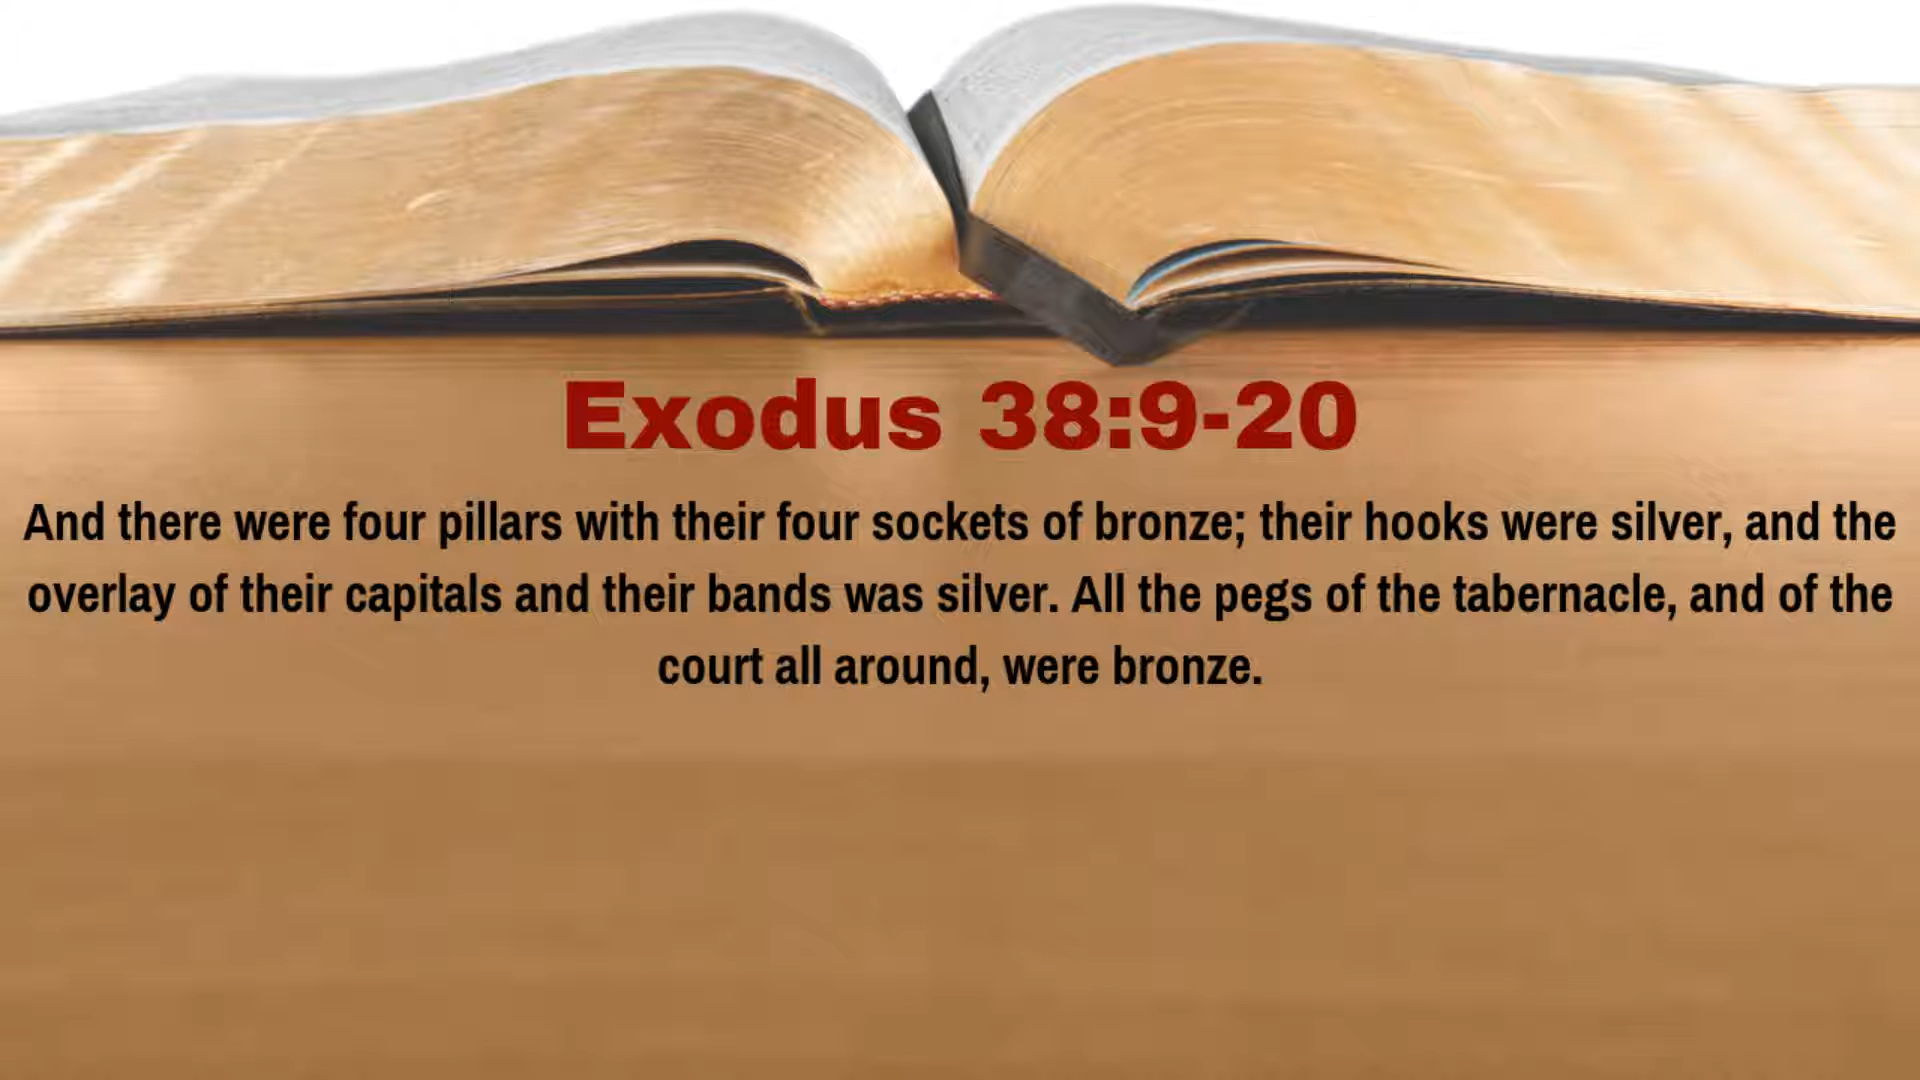 Exodus 38:9-20
And there were four pillars with their four sockets of bronze; their hooks were silver, and the
overlay of their capitals and their bands was silver. All the pegs of the tabernacle, and of the
court all around, were bronze.